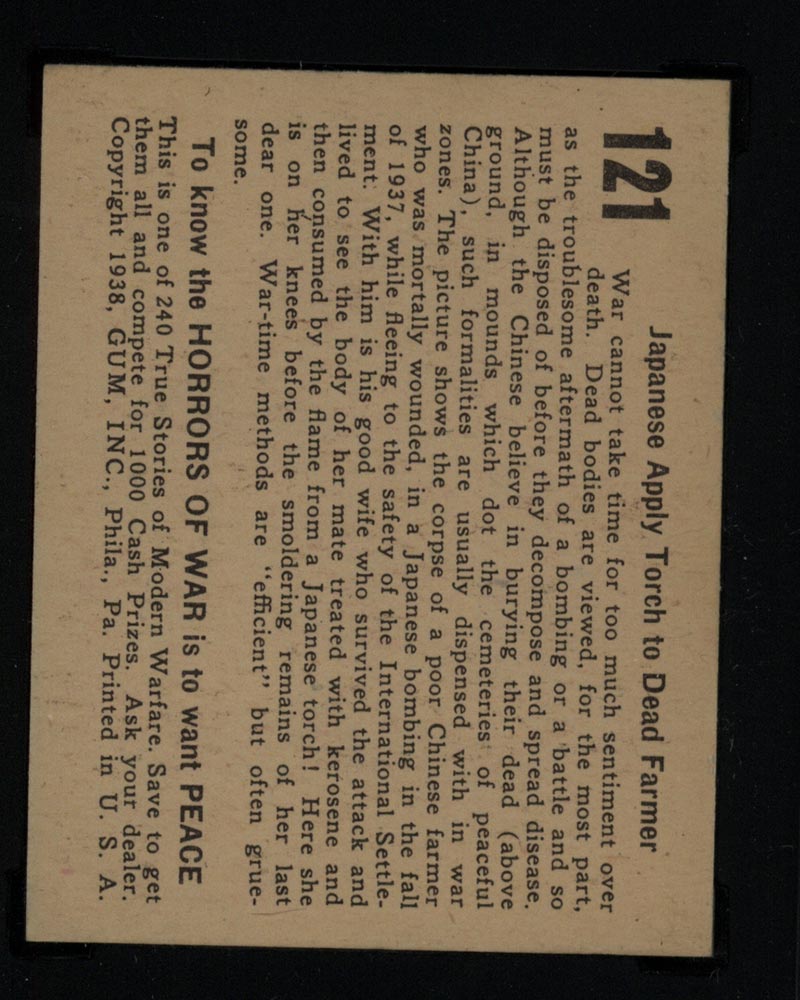 121
Japanese Apply Torch to Dead Farmer
War cannot take time for too much sentiment over
death. Dead bodies are viewed, for the most part,
as the troublesome aftermath of a bombing or a battle and so
must be disposed of before they decompose and spread disease.
Although the Chinese believe in burying their dead (above
ground, in mounds which dot the cemeteries of peaceful
China), such formalities are usually dispensed with in war
zones. The picture shows the corpse of a poor Chinese farmer
who was mortally wounded, in a Japanese bombing in the fall
of 1937, while fleeing to the safety of the International Settle-
ment. With him is his good wife who survived the attack and
lived to see the body of her mate treated with kerosene and
then consumed by the flame from a Japanese torch! Here she
is on her knees before the smoldering remains of her last
dear one. War-time methods are "efficient" but often grue-
some.
To know the HORRORS OF WAR is to want PEACE
This is one of 240 True Stories of Modern Warfare. Save to get
them all and compete for 1000 Cash Prizes. Ask your dealer.
Copyright 1938, GUM, INC., Phila., Pa. Printed in U. S. A.